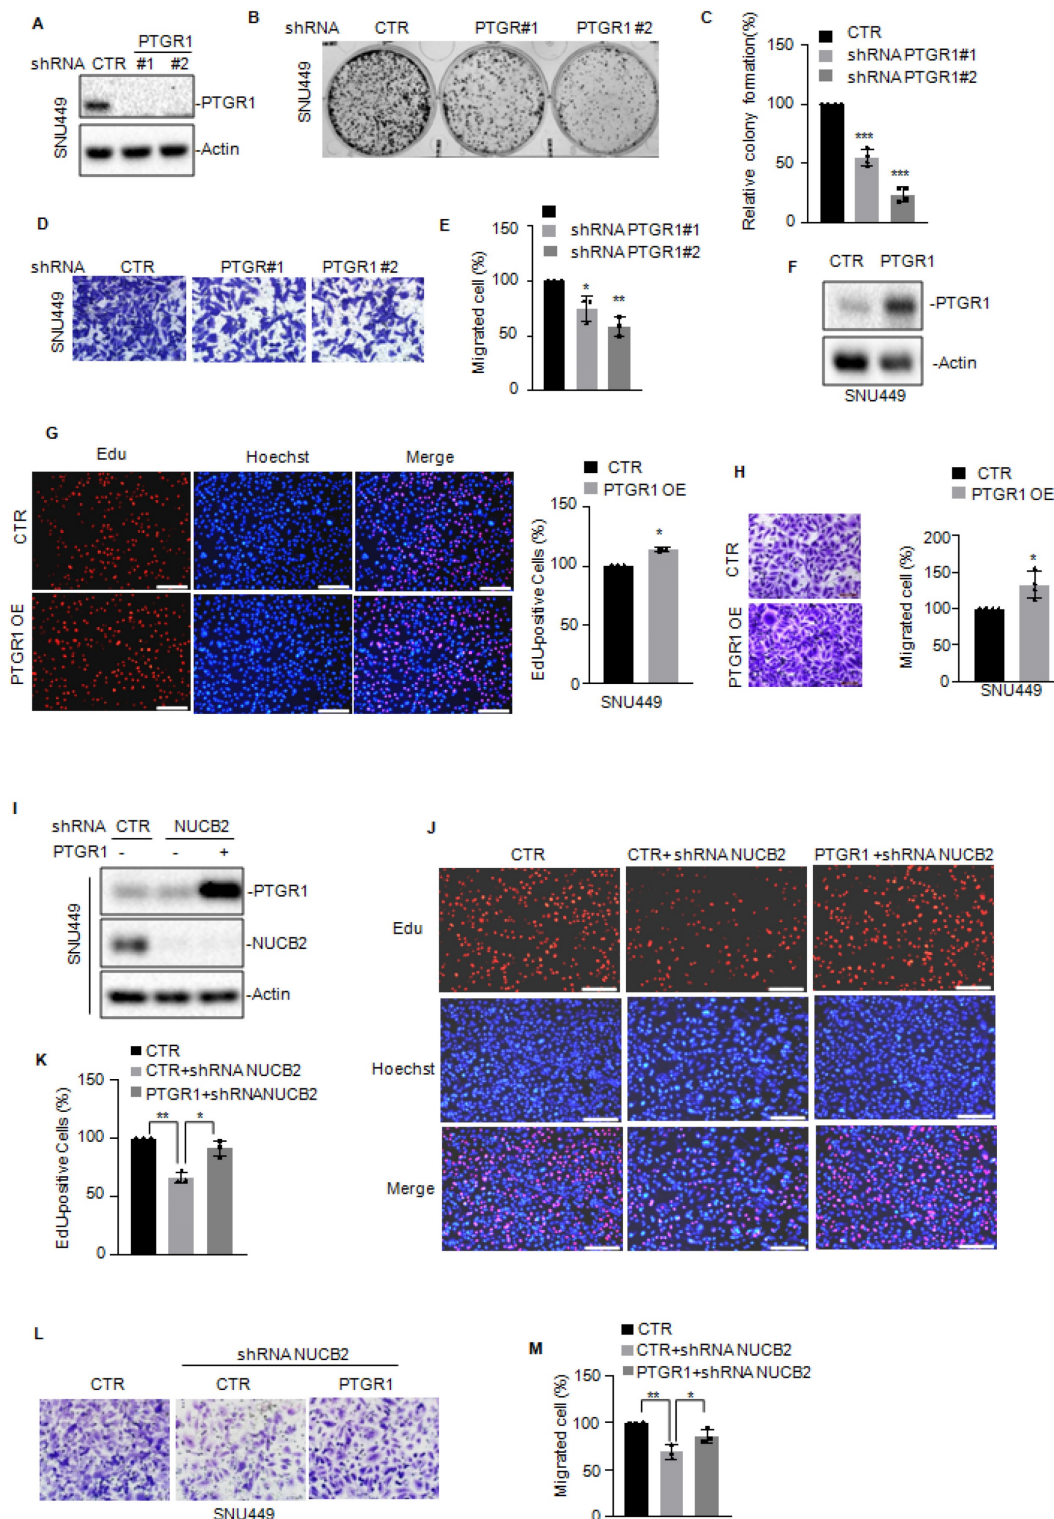 A
PTGR1
shRNA CTR #1 #2
SNU449
-PTGR1
-Actin
B
shRNA CTR PTGR#1 PTGR1 #2
SNU449
C
CTR
shRNA PTGR1#1
shRNA PTGR1#2
Relative colony formation(%)
150
100
50
0
***
***
D
shRNA CTR PTGR#1 PTGR1 #2
SNU449
E
shRNA PTGR1#1
shRNA PTGR1#2
Migrated cell (%)
150
100
50
0
*
**
F
CTR PTGR1
-PTGR1
-Actin
SNU449
G
Edu Hoechst Merge
CTR
PTGR1 OE
CTR
PTGR1 OE
EdU-positive Cells (%)
150
100
50
0
*
SNU449
H
CTR
PTGR1 OE
CTR
PTGR1 OE
Migrated cell (%)
200
150
100
50
0
*
SNU449
I
shRNA CTR NUCB2
PTGR1 - - +
SNU449
-PTGR1
-NUCB2
-Actin
J
CTR CTR+shRNA NUCB2 PTGR1 +shRNA NUCB2
Edu
Hoechst
Merge
K
CTR
CTR+shRNA NUCB2
PTGR1+shRNANUCB2
EdU-positive Cells (%)
150
100
50
0
** *
L
shRNA NUCB2
CTR CTR PTGR1
SNU449
M
CTR
CTR+shRNA NUCB2
PTGR1+shRNA NUCB2
Migrated cell (%)
150
100
50
0
** *